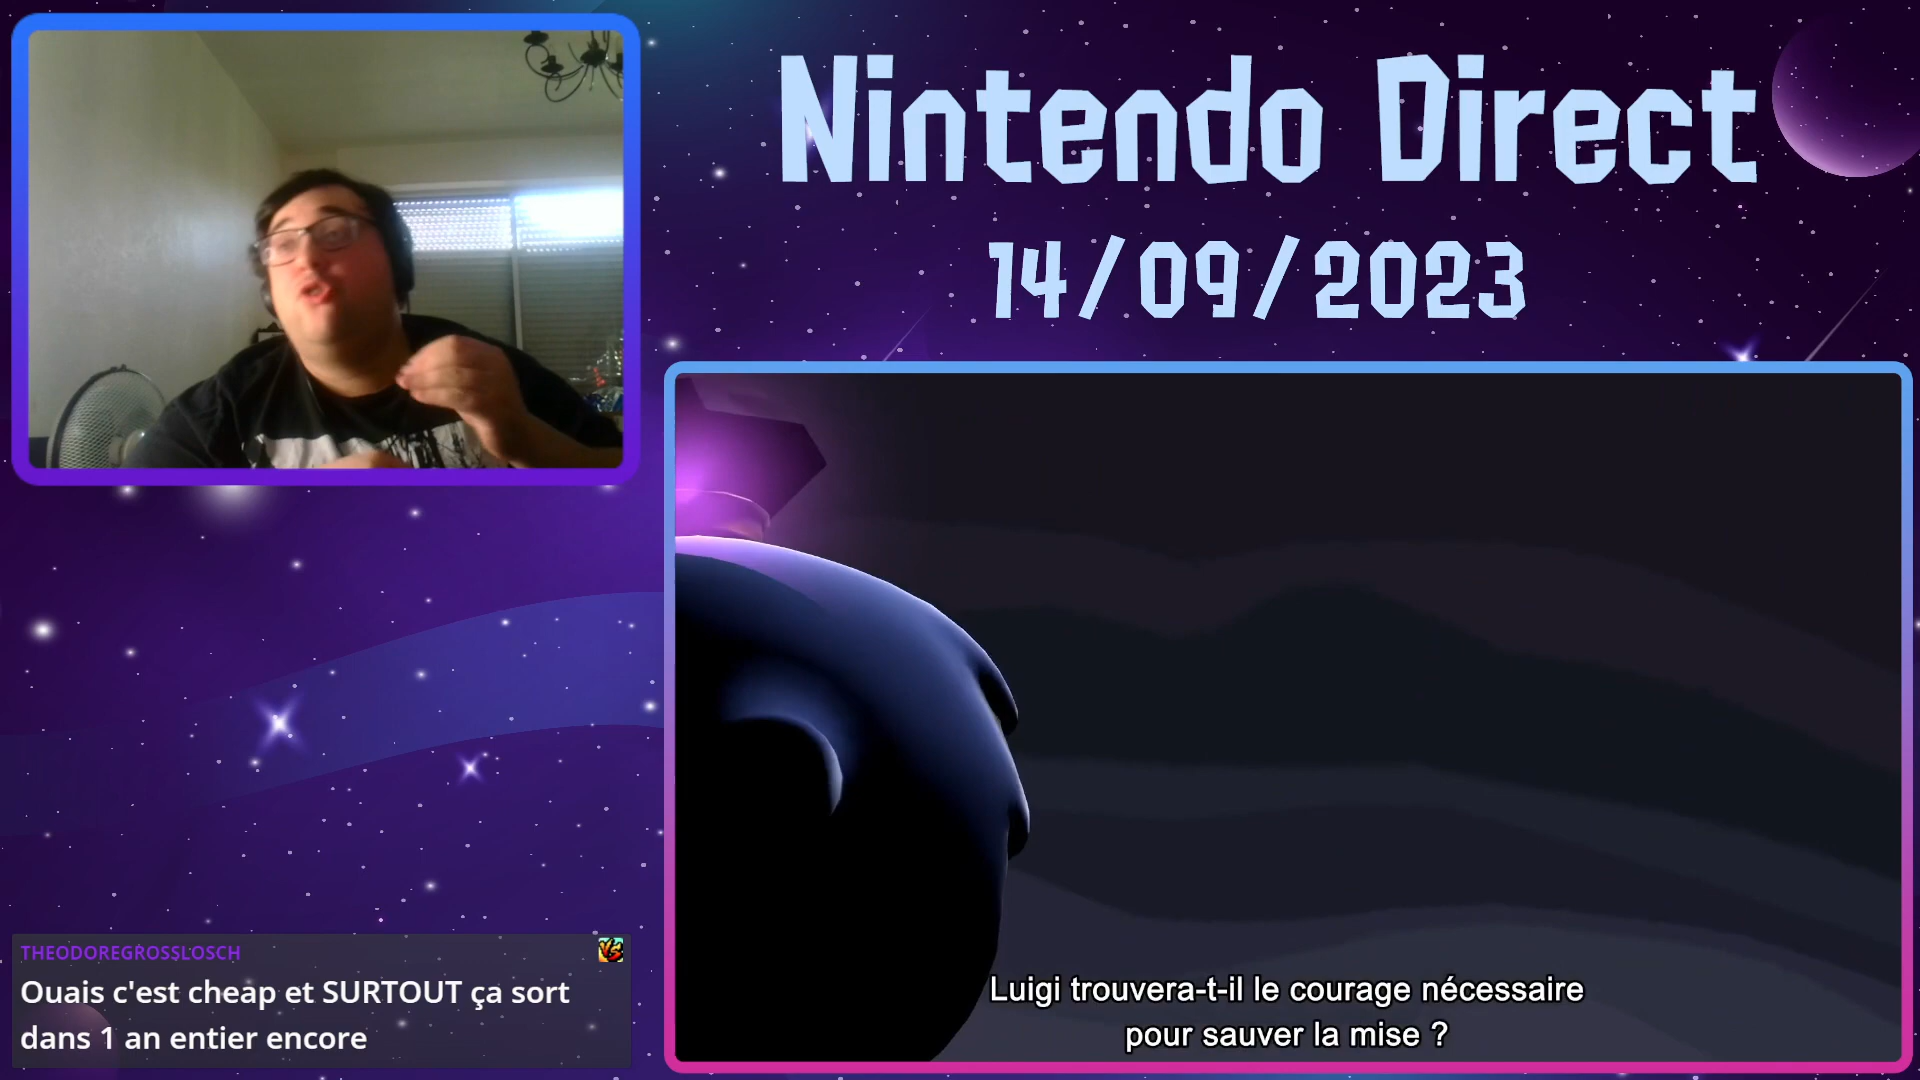 Nintendo Direct
14/09/2023
THEODOREGROSSLOSCH
VS
Ouais c'est cheap et SURTOUT ça sort
dans 1 an entier encore
Luigi trouvera-t-il le courage nécessaire
pour sauver la mise ?